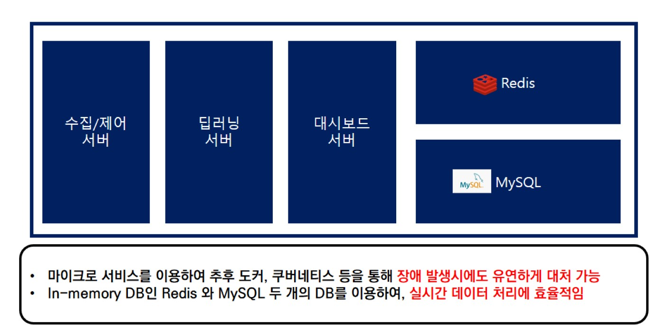 수집/제어
서버
딥러닝
서버
대시보드
서버
Redis
MySQL
MySQL
• 마이크로 서비스를 이용하여 추후 도커, 쿠버네티스 등을 통해 장애 발생시에도 유연하게 대처 가능
• In-memory DB인 Redis 와 MySQL 두 개의 DB를 이용하여, 실시간 데이터 처리에 효율적임